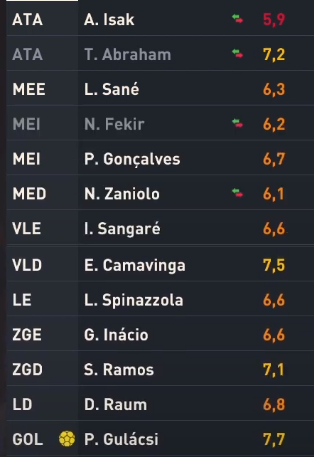 ATA A. Isak 5,9
ATA T. Abraham 7,2
MEE L. Sané 6,3
MEI N. Fekir 6,2
MEI P. Gonçalves 6,7
MED N. Zaniolo 6,1
VLE I. Sangaré 6,6
VLD E. Camavinga 7,5
LE L. Spinazzola 6,6
ZGE G. Inácio 6,6
ZGD S. Ramos 7,1
LD D. Raum 6,8
GOL P. Gulácsi 7,7